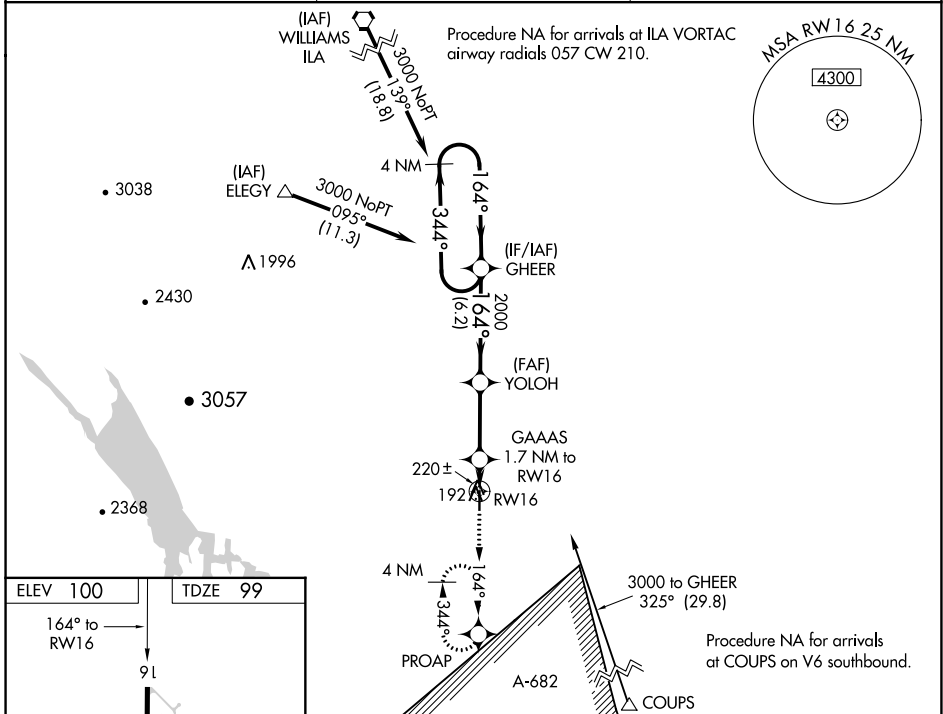 (IAF)
WILLIAMS
ILA
Procedure NA for arrivals at ILA VORTAC
airway radials 057 CW 210.
MSA RW16 25 NM
4300
3000 NoPT
139°
(18.8)
4 NM
164°
344°
(IAF)
ELEGY
3000 NoPT
095°
(11.3)
3038
1996
2430
(IF/IAF)
GHEER
2000
164°
(6.2)
(FAF)
YOLOH
3057
GAAAS
1.7 NM to
RW16
220 ±
192
RW16
2368
4 NM
164°
344°
PROAP
3000 to GHEER
325° (29.8)
Procedure NA for arrivals
at COUPS on V6 southbound.
A-682
COUPS
ELEV 100
TDZE 99
164° to
RW16
16